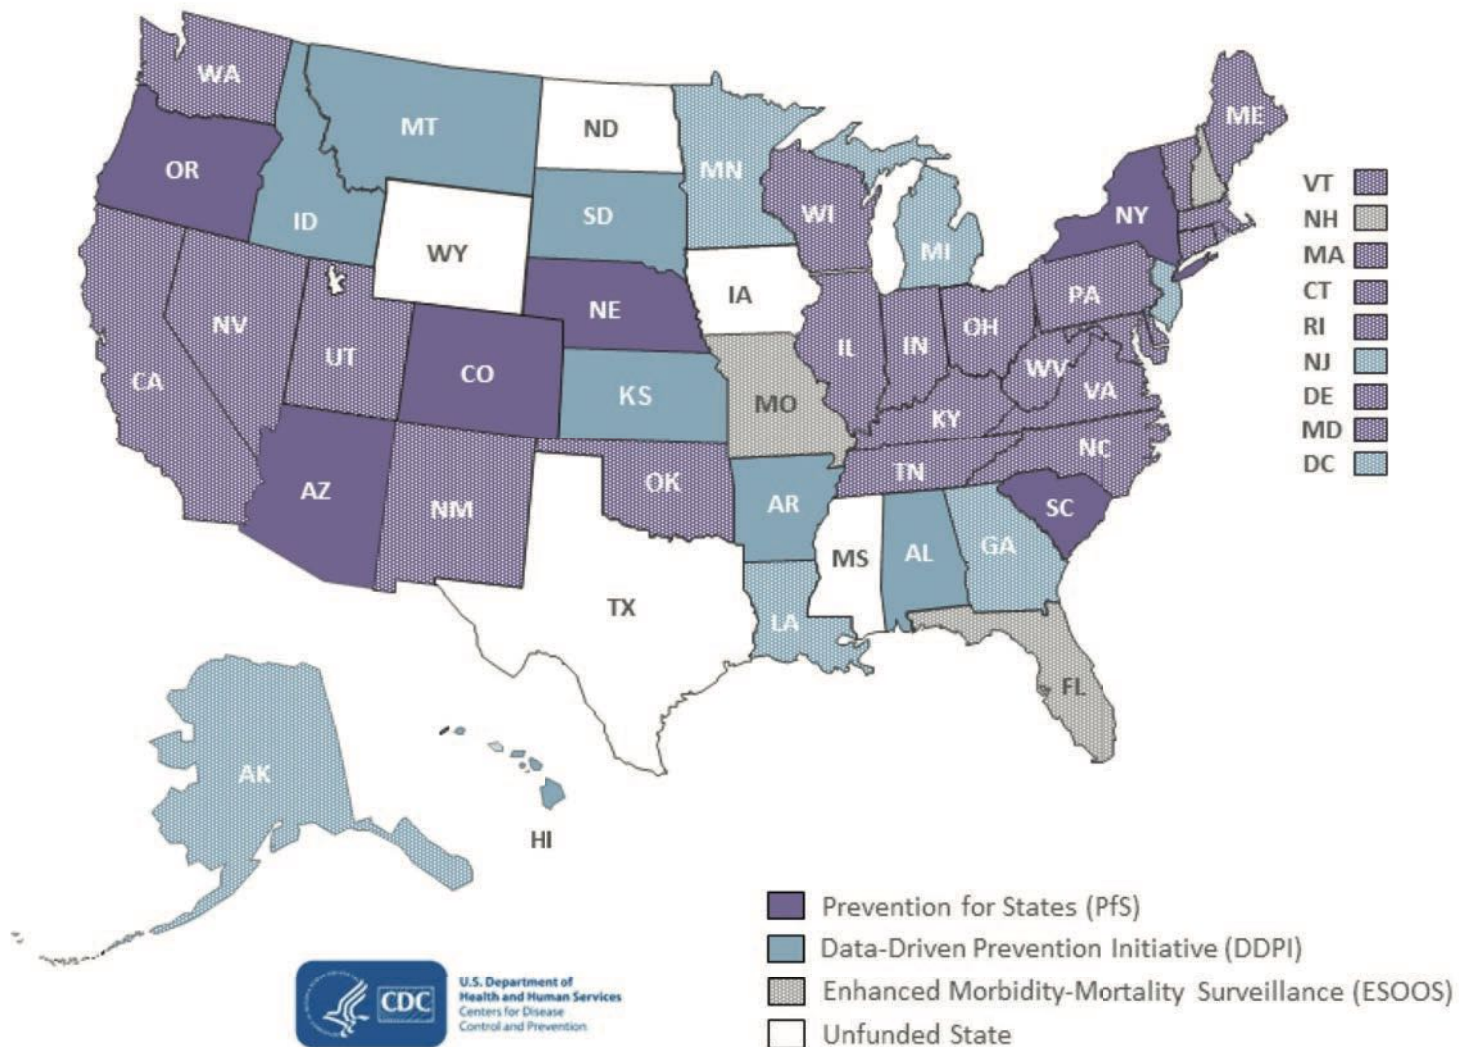 WA
MT
ND
MN
ME
OR
ID
SD
WI
MI
NY
WY
IA
NE
PA
NV
UT
CO
KS
MO
IL
IN
OH
WV
VA
KY
CA
AZ
NM
OK
AR
TN
NC
SC
MS
AL
GA
TX
LA
FL
AK
HI
VT
NH
MA
CT
RI
NJ
DE
MD
DC
Prevention for States (PfS)
Data-Driven Prevention Initiative (DDPI)
Enhanced Morbidity-Mortality Surveillance (ESOOS)
Unfunded State
CDC
U.S. Department of
Health and Human Services
Centers for Disease
Control and Prevention